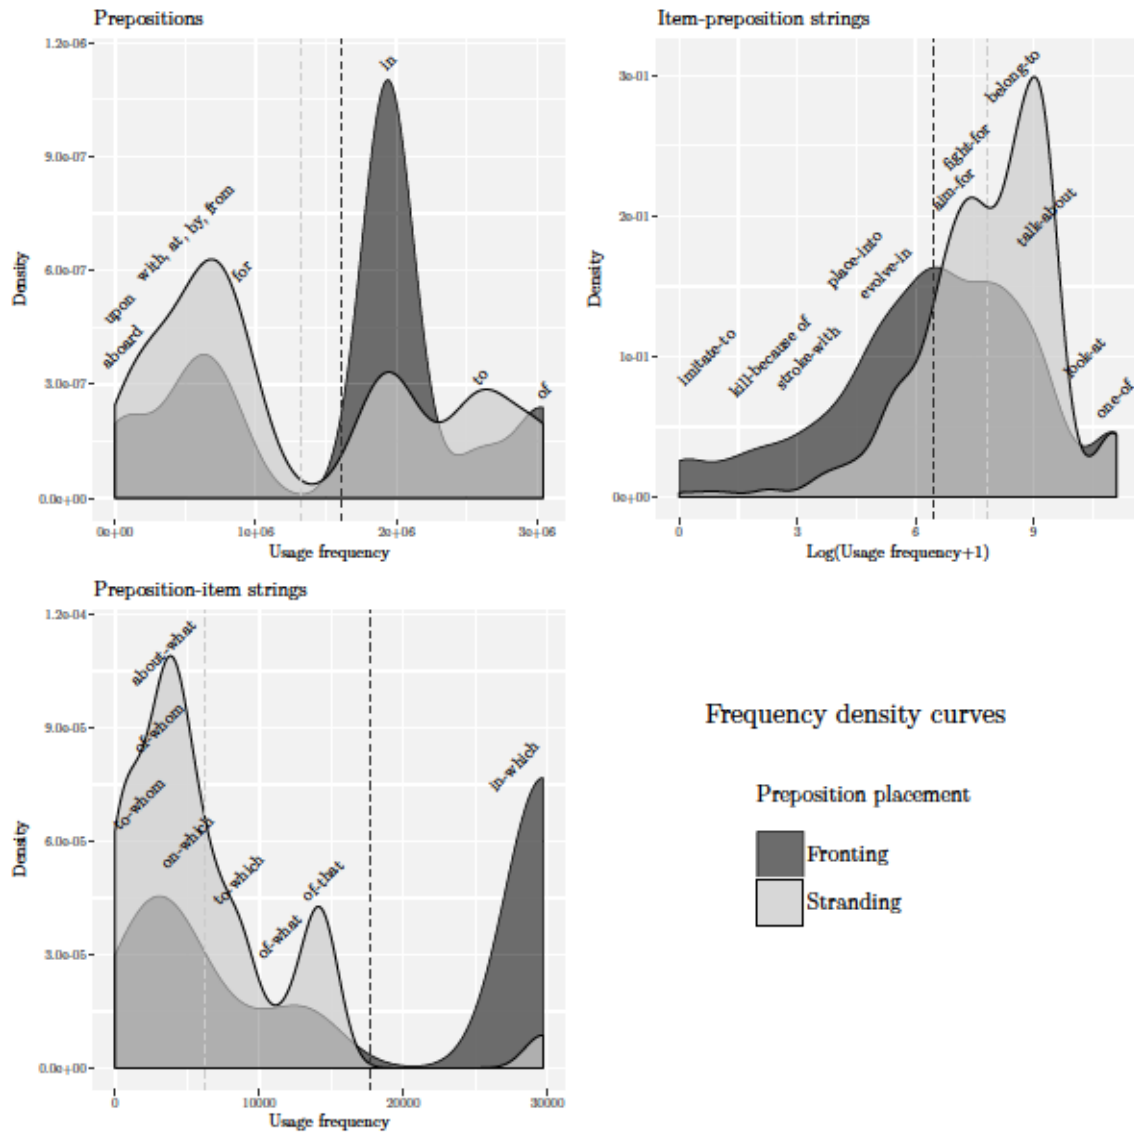 Prepositions
1.2e-06
9.0e-07
6.0e-07
3.0e-07
0.0e+00
Density
in
with, at, by, from
for
upon
aboard
to
of
0e+00 1e+06 2e+06 3e+06
Usage frequency
Item-preposition strings
3e-01
2e-01
1e-01
0e+00
Density
belong-to
fight-for
aim-for
talk-about
place-into
evolve-in
imitate-to
kill-because of
stroke-with
look-at
one-of
0 3 6 9
Log(Usage frequency+1)
Preposition-item strings
1.2e-04
9.0e-05
6.0e-05
3.0e-05
0.0e+00
Density
about-what
of-whom
to-whom
on-which
to-which
of-what
of-that
in-which
0 10000 20000 30000
Usage frequency
Frequency density curves
Preposition placement
Fronting
Stranding